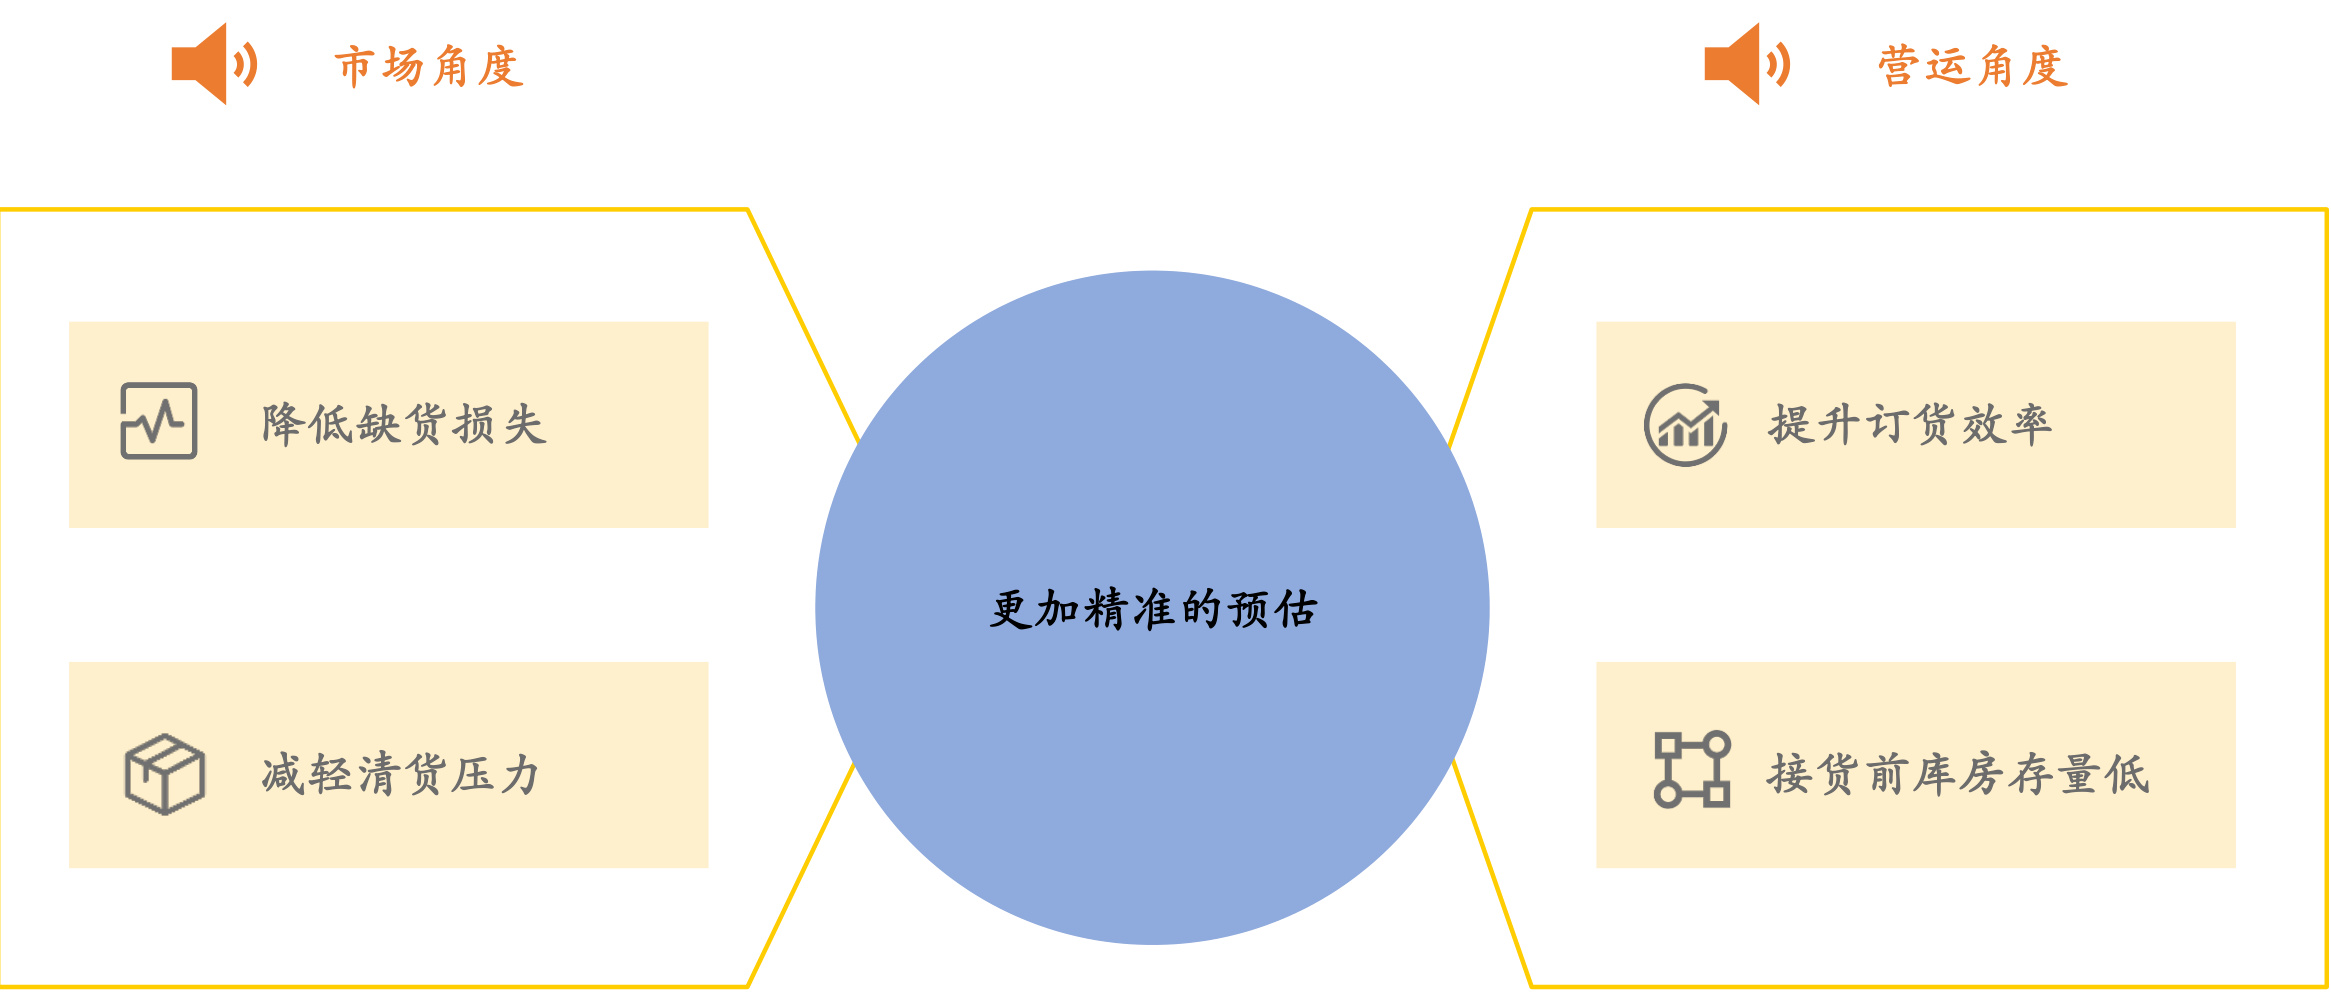 市场角度
营运角度
降低缺货损失
减轻清货压力
更加精准的预估
提升订货效率
接货前库房存量低